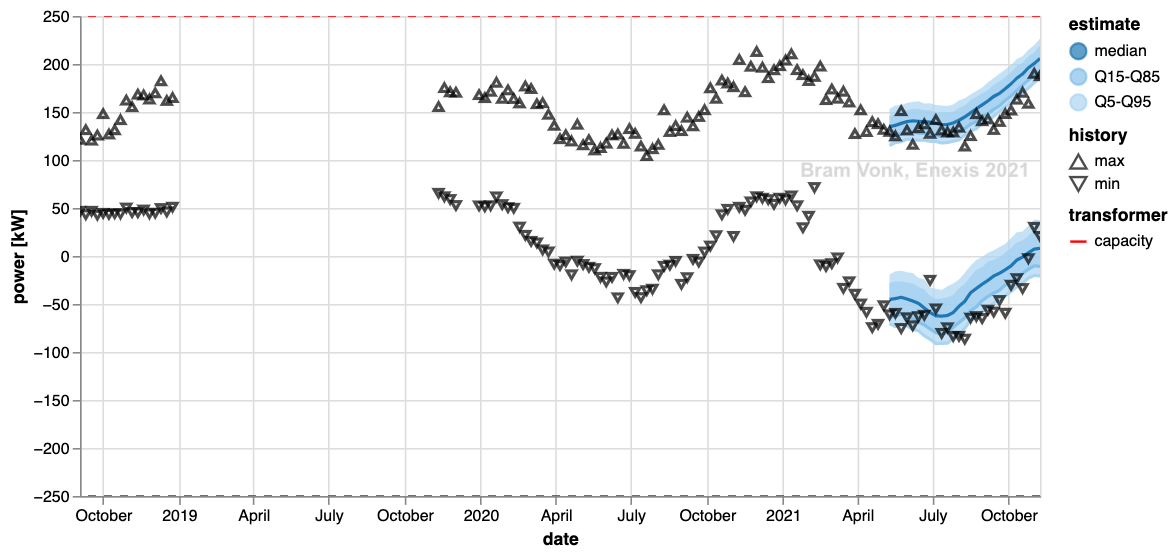 250
200
150
100
50
0
−50
−100
−150
−200
−250
power [kW]
October 2019 April July October 2020 April July October 2021 April July October
date
Bram Vonk, Enexis 2021
estimate
median
Q15-Q85
Q5-Q95
history
max
min
transformer
capacity